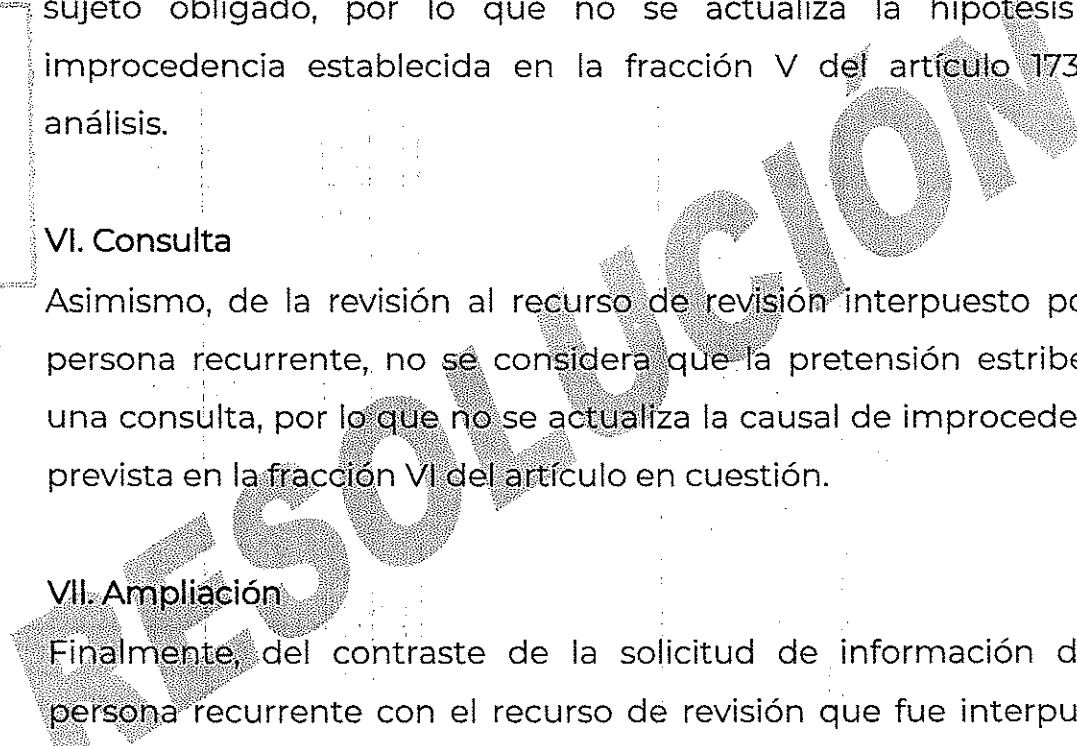 sujeto obligado, por lo que no se actualiza la hipótesis
improcedencia establecida en la fracción V del artículo 173
análisis.
VI. Consulta
Asimismo, de la revisión al recurso de revisión interpuesto po
persona recurrente, no se considera que la pretensión estribe
una consulta, por lo que no se actualiza la causal de improcede
prevista en la fracción VI del artículo en cuestión.
VII. Ampliación
Finalmente, del contraste de la solicitud de información d
persona recurrente con el recurso de revisión que fue interpu
RESOLUCIÓN